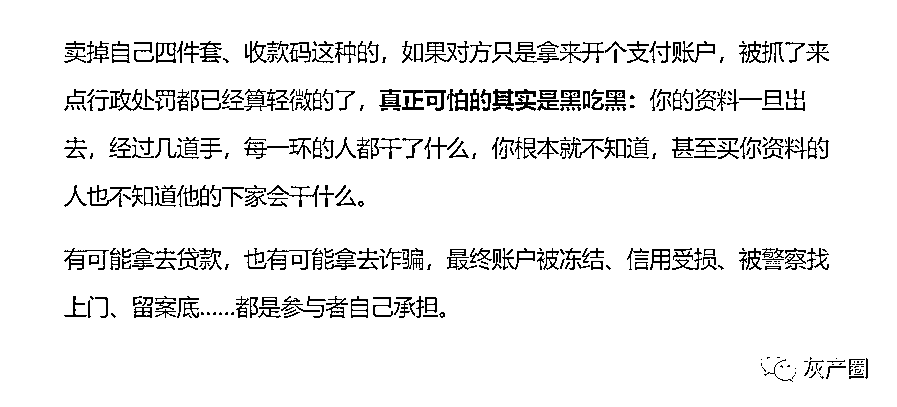 卖掉自己四件套、收款码这种的，如果对方只是拿来开个支付账户，被抓了来
点行政处罚都已经算轻微的了，真正可怕的其实是黑吃黑：你的资料一旦出
去，经过几道手，每一环的人都干了什么，你根本就不知道，甚至买你资料的
人也不知道他的下家会干什么。
有可能拿去贷款，也有可能拿去诈骗，最终账户被冻结、信用受损、被警察找
上门、留案底......都是参与者自己承担。
灰产圈